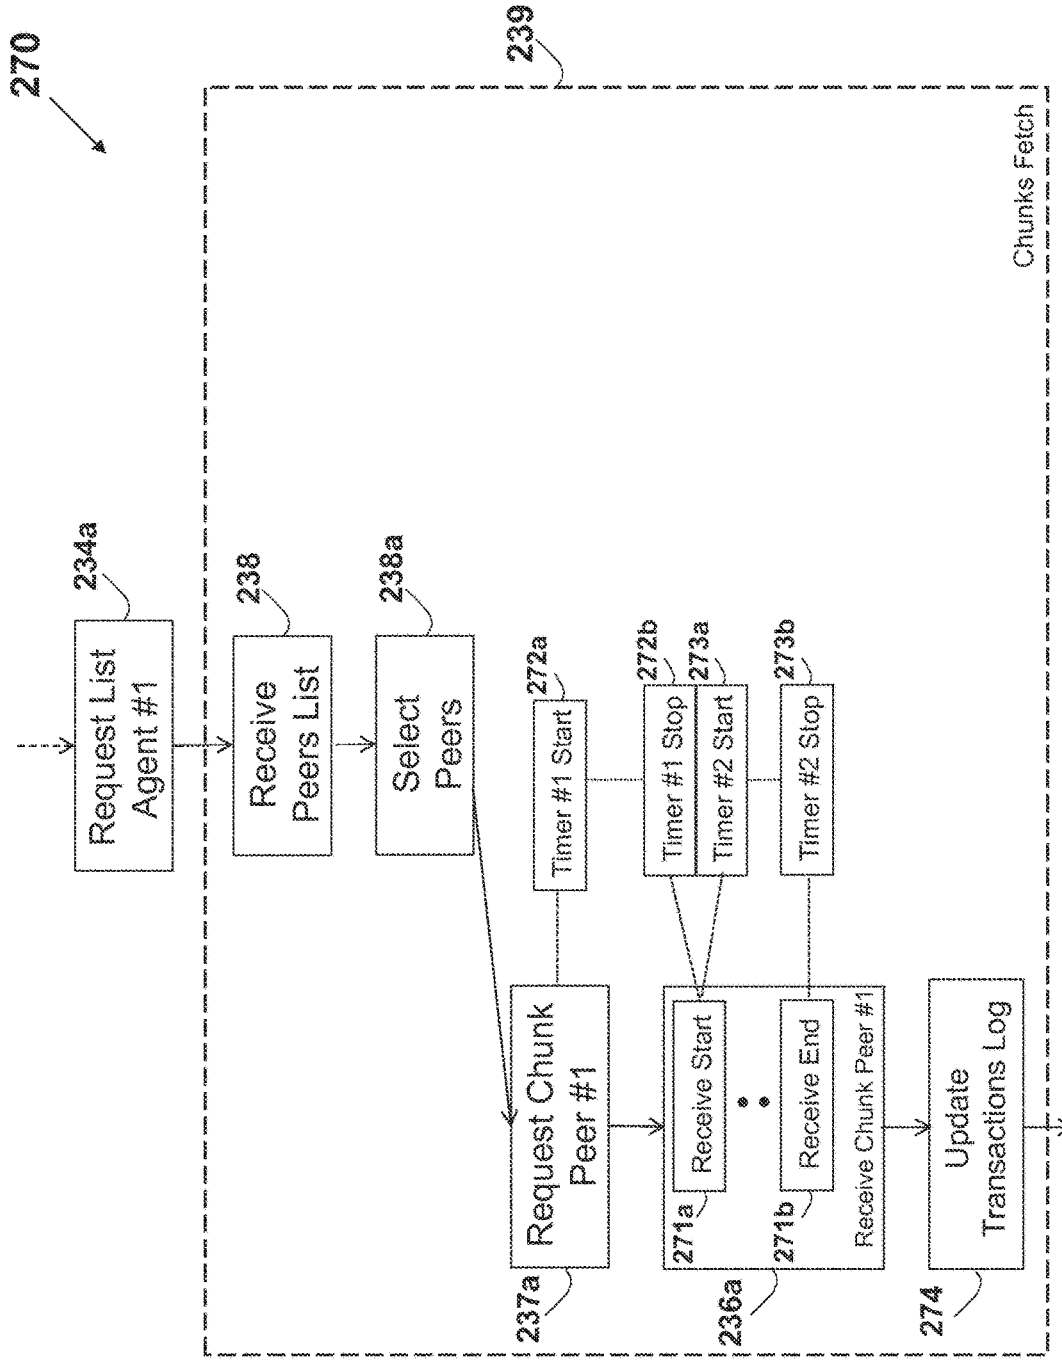 270
239
Request List
Agent #1
234a
Receive
Peers List
238
Select
Peers
238a
Timer #1 Start
272a
Request Chunk
Peer #1
237a
Timer #1 Stop
272b
Timer #2 Start
273a
Timer #2 Stop
273b
Receive Start
271a
Receive End
271b
Receive Chunk Peer #1
236a
Update
Transactions Log
274
Chunks Fetch